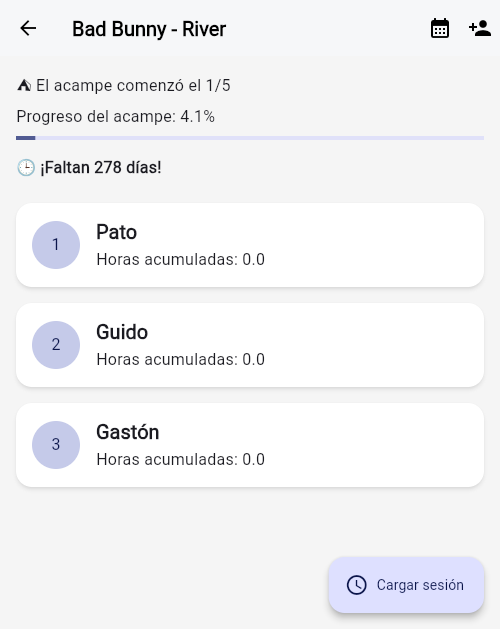 Bad Bunny - River
⛺ El acampe comenzó el 1/5
Progreso del acampe: 4.1%
🕒 ¡Faltan 278 días!
1
Pato
Horas acumuladas: 0.0
2
Guido
Horas acumuladas: 0.0
3
Gastón
Horas acumuladas: 0.0
Cargar sesión